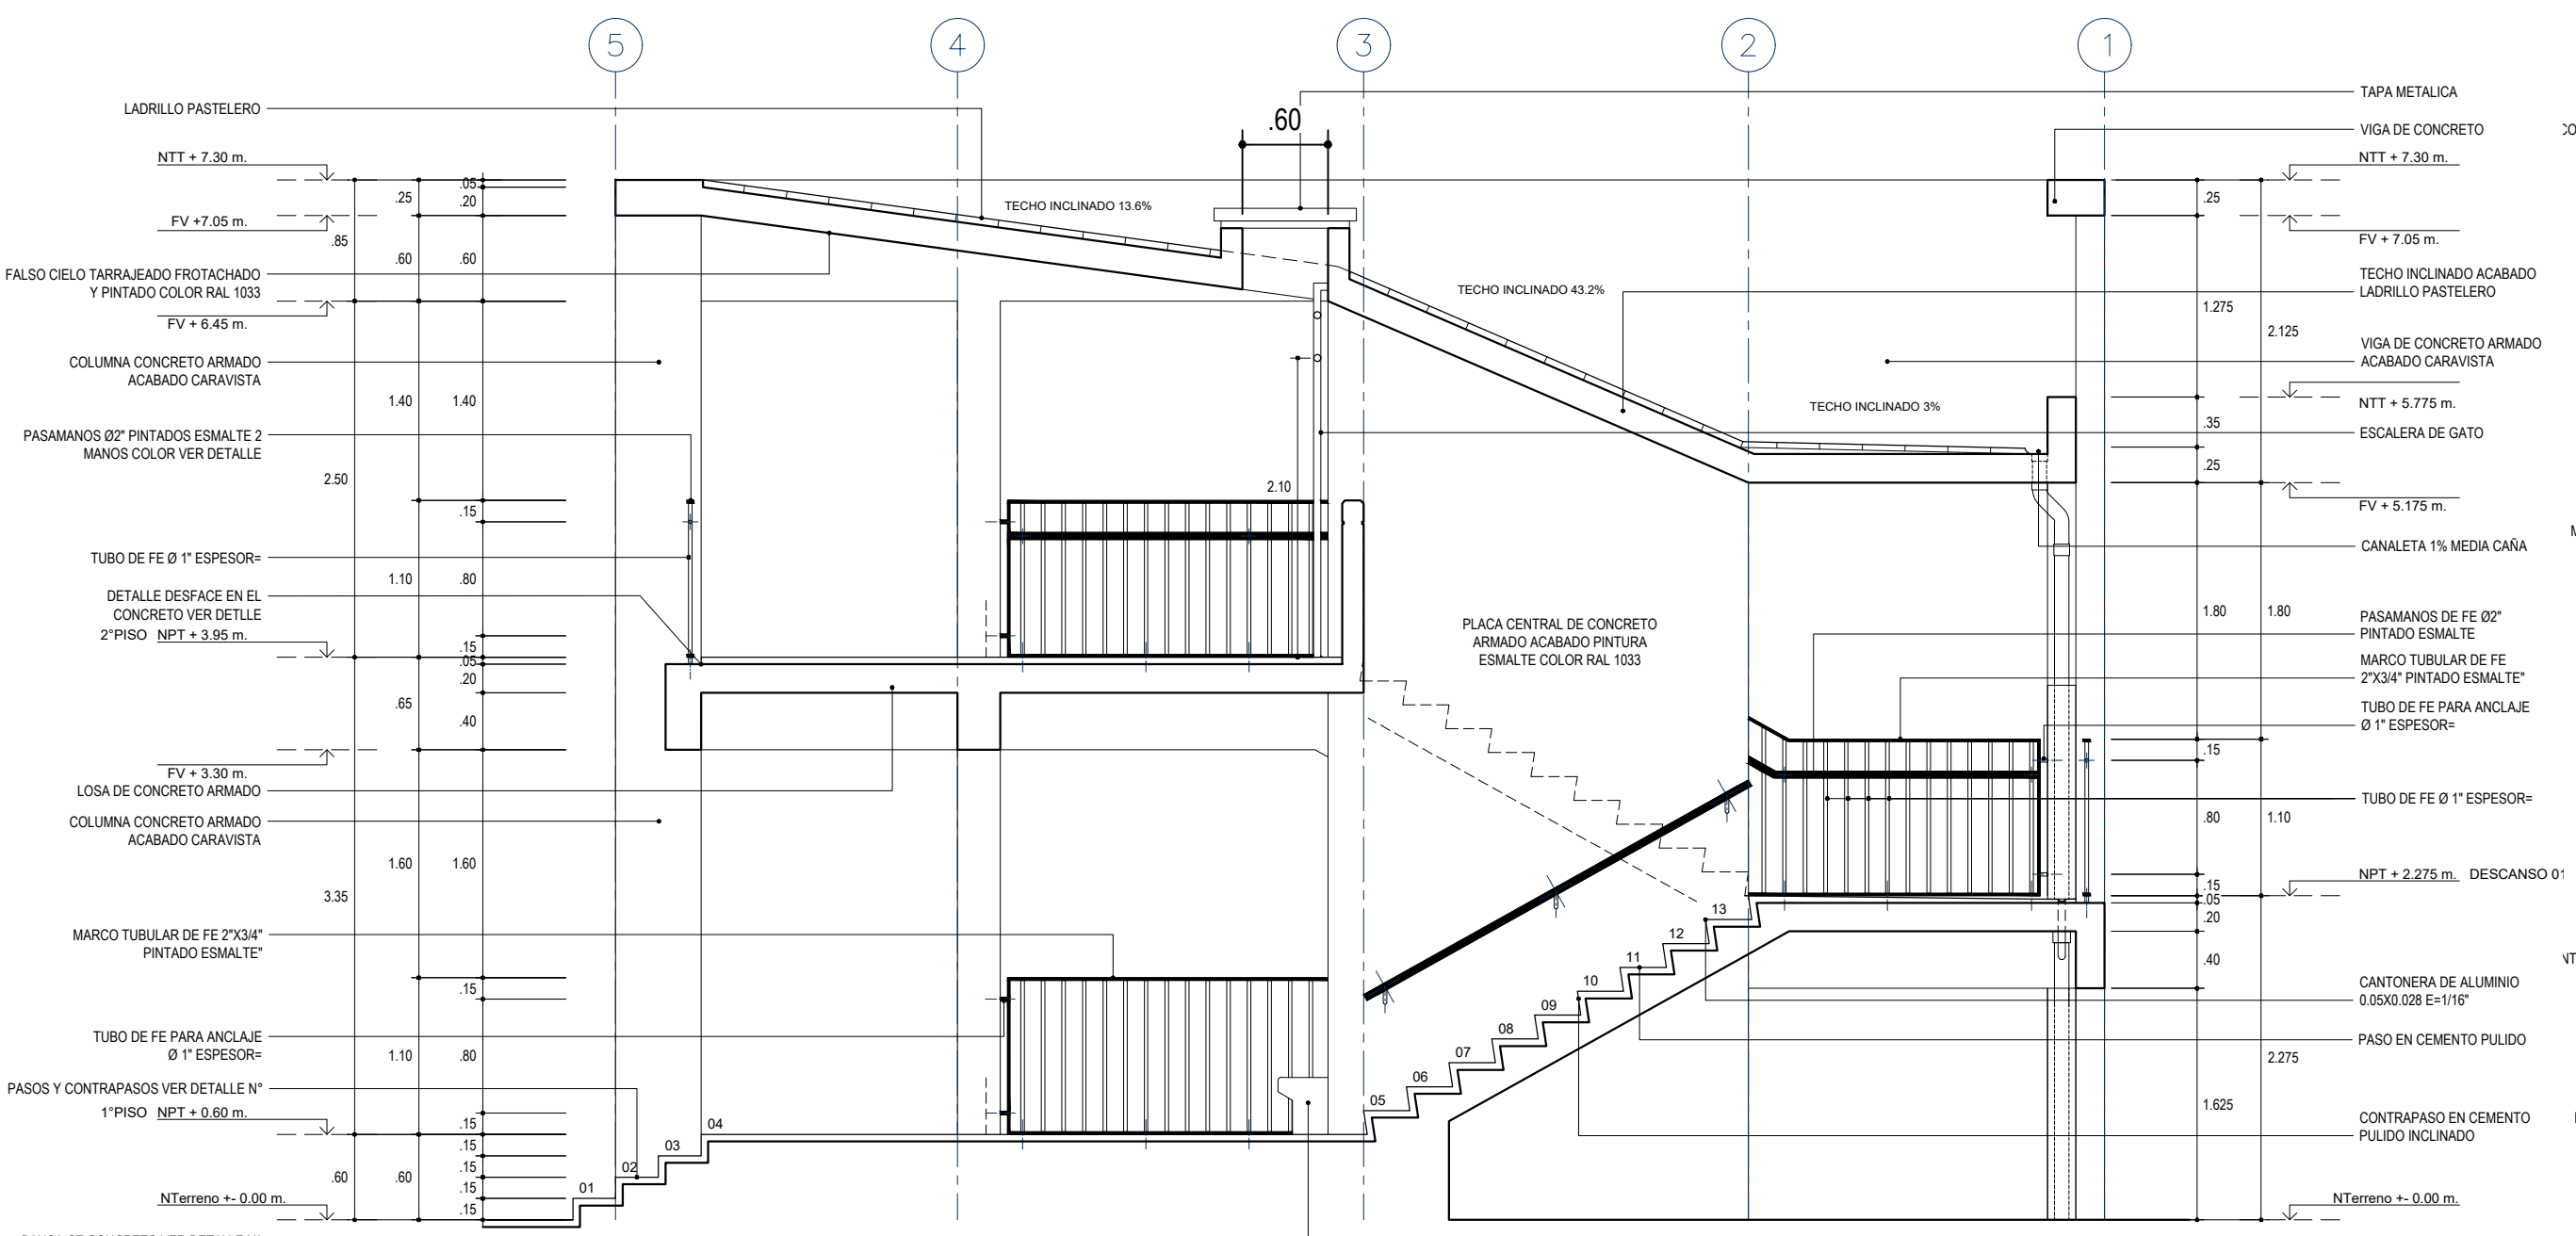 5
4
3
2
1
LADRILLO PASTELERO
NTT + 7.30 m.
FV +7.05 m.
FALSO CIELO TARRAJEADO FROTACHADO
Y PINTADO COLOR RAL 1033
FV + 6.45 m.
COLUMNA CONCRETO ARMADO
ACABADO CARAVISTA
PASAMANOS Ø2" PINTADOS ESMALTE 2
MANOS COLOR VER DETALLE
TUBO DE FE Ø 1" ESPESOR=
DETALLE DESFACE EN EL
CONCRETO VER DETLLE
2°PISO NPT + 3.95 m.
FV + 3.30 m.
LOSA DE CONCRETO ARMADO
COLUMNA CONCRETO ARMADO
ACABADO CARAVISTA
MARCO TUBULAR DE FE 2"X3/4"
PINTADO ESMALTE"
TUBO DE FE PARA ANCLAJE
Ø 1" ESPESOR=
PASOS Y CONTRAPASOS VER DETALLE N°
1°PISO NPT + 0.60 m.
NTerreno +- 0.00 m.
.85
2.50
3.35
.60
.25
.60
1.40
1.10
.65
1.60
1.10
.60
.05
.20
.60
1.40
.15
.80
.15
.05
.20
.40
1.60
.15
.80
.15
.15
.15
.15
.15
.60
TECHO INCLINADO 13.6%
TECHO INCLINADO 43.2%
TECHO INCLINADO 3%
2.10
PLACA CENTRAL DE CONCRETO
ARMADO ACABADO PINTURA
ESMALTE COLOR RAL 1033
01
02
03
04
05
06
07
08
09
10
11
12
13
.25
1.275
.35
.25
1.80
.15
.80
.15
.05
.20
.40
1.625
2.125
1.80
1.10
2.275
TAPA METALICA
VIGA DE CONCRETO
NTT + 7.30 m.
FV + 7.05 m.
TECHO INCLINADO ACABADO
LADRILLO PASTELERO
VIGA DE CONCRETO ARMADO
ACABADO CARAVISTA
NTT + 5.775 m.
ESCALERA DE GATO
FV + 5.175 m.
CANALETA 1% MEDIA CAÑA
PASAMANOS DE FE Ø2"
PINTADO ESMALTE
MARCO TUBULAR DE FE
2"X3/4" PINTADO ESMALTE"
TUBO DE FE PARA ANCLAJE
Ø 1" ESPESOR=
TUBO DE FE Ø 1" ESPESOR=
NPT + 2.275 m. DESCANSO 01
CANTONERA DE ALUMINIO
0.05X0.028 E=1/16"
PASO EN CEMENTO PULIDO
CONTRAPASO EN CEMENTO
PULIDO INCLINADO
NTerreno +- 0.00 m.